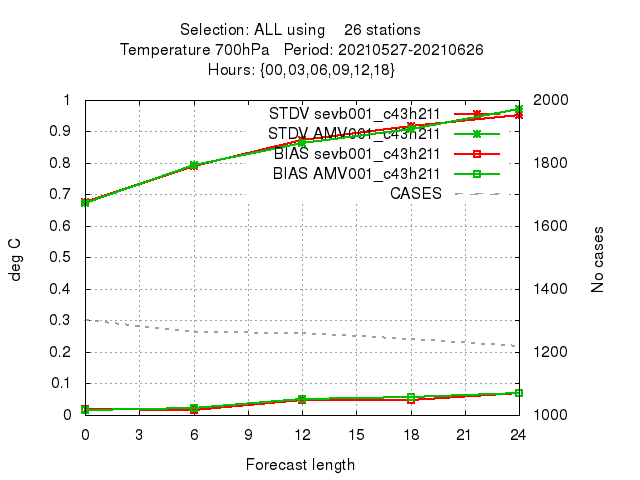 Selection: ALL using    26 stations
Temperature 700hPa   Period: 20210527-20210626
Hours: {00,03,06,09,12,18}
STDV sevb001_c43h211
STDV AMV001_c43h211
BIAS sevb001_c43h211
BIAS AMV001_c43h211
CASES
1
0.9
0.8
0.7
0.6
0.5
0.4
0.3
0.2
0.1
0
deg C
2000
1800
1600
1400
1200
1000
No cases
0 3 6 9 12 15 18 21 24
Forecast length